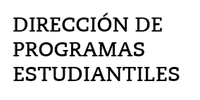 DIRECCIÓN DE
PROGRAMAS
ESTUDIANTILES